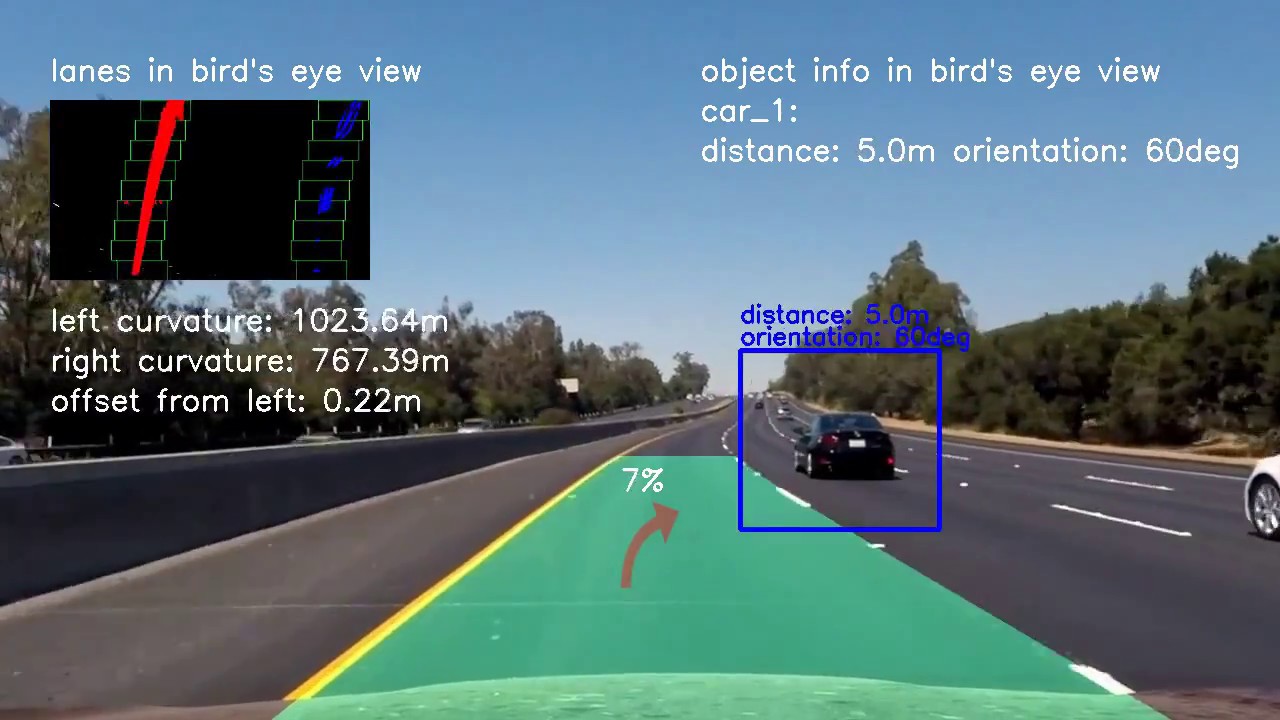 lanes in bird's eye view
left curvature: 1023.64m
right curvature: 767.39m
offset from left: 0.22m
object info in bird's eye view
car_1:
distance: 5.0m orientation: 60deg
distance: 5.0m
orientation: 60deg
7%